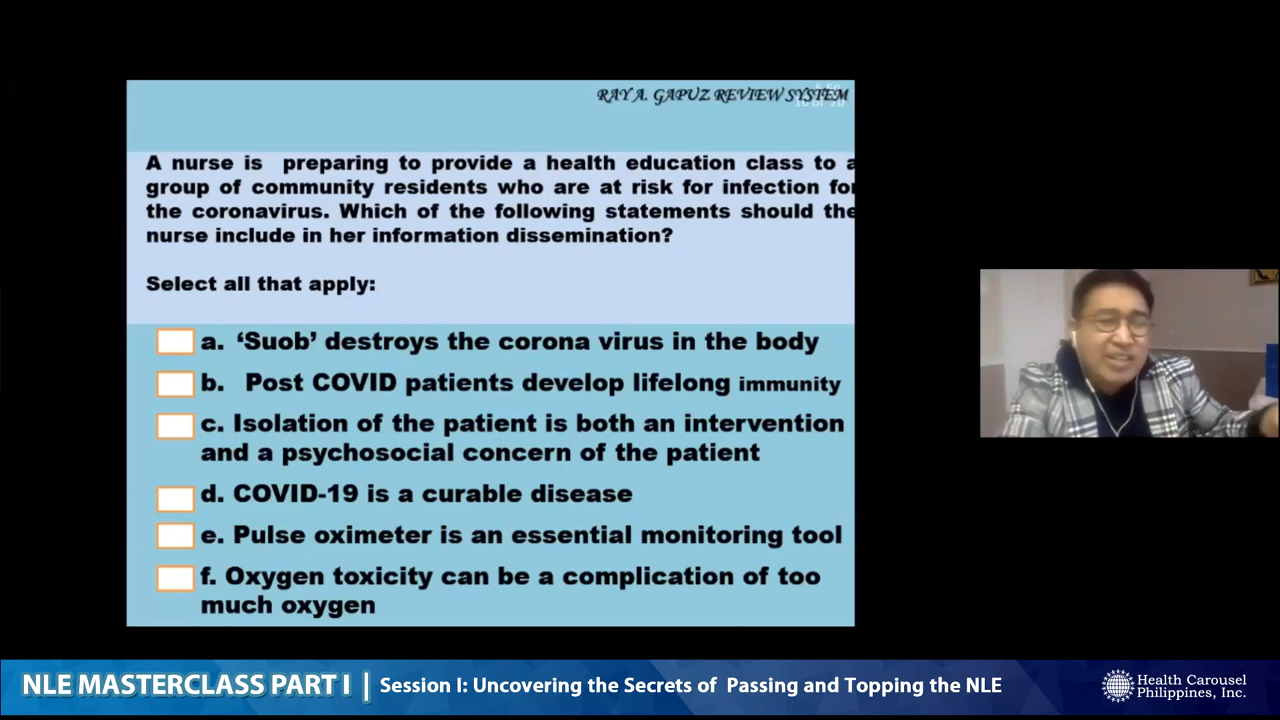 RAY A. GAPUZ REVIEW SYSTEM
A nurse is preparing to provide a health education class to a
group of community residents who are at risk for infection for
the coronavirus. Which of the following statements should the
nurse include in her information dissemination?
Select all that apply:
a. ‘Suob’ destroys the corona virus in the body
b. Post COVID patients develop lifelong immunity
c. Isolation of the patient is both an intervention
and a psychosocial concern of the patient
d. COVID-19 is a curable disease
e. Pulse oximeter is an essential monitoring tool
f. Oxygen toxicity can be a complication of too
much oxygen
NLE MASTERCLASS PART I | Session I: Uncovering the Secrets of Passing and Topping the NLE
Health Carousel
Philippines, Inc.